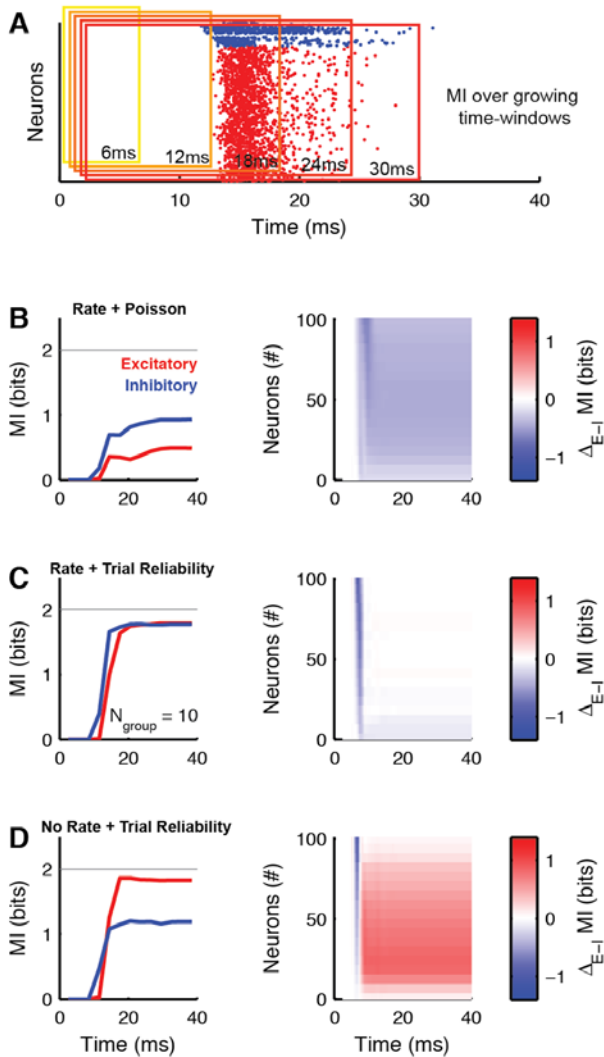 A
Neurons
MI over growing
time-windows
6ms
12ms
18ms
24ms
30ms
0
10
20
30
40
Time (ms)
B
Rate + Poisson
MI (bits)
2
1
0
Excitatory
Inhibitory
0
20
40
Neurons (#)
100
50
0
20
40
1
0
−1
Δ_E−I MI (bits)
C
Rate + Trial Reliability
MI (bits)
2
1
0
N_group = 10
0
20
40
Neurons (#)
100
50
0
20
40
1
0
−1
Δ_E−I MI (bits)
D
No Rate + Trial Reliability
MI (bits)
2
1
0
0
20
40
Time (ms)
Neurons (#)
100
50
0
20
40
Time (ms)
1
0
−1
Δ_E−I MI (bits)